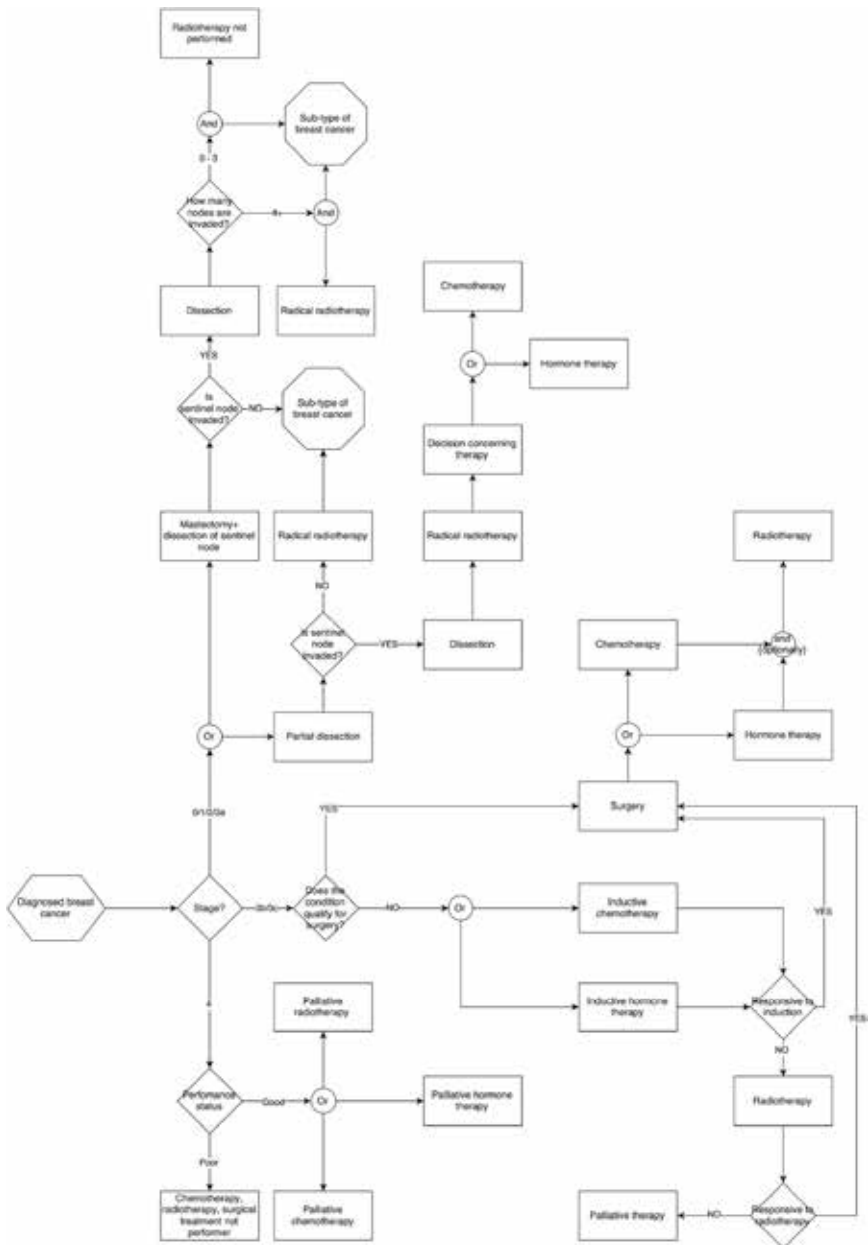 Radiotherapy not
performed
And
Sub-type of
breast cancer
0 - 3
How many
nodes are
invaded?
4+
And
Dissection
Radical radiotherapy
Chemotherapy
YES
Or
Hormone therapy
Is
sentinel node
invaded?
NO
Sub-type of
breast cancer
Decision concerning
therapy
Mastectomy+
dissection of sentinel
node
Radical radiotherapy
Radical radiotherapy
Radiotherapy
NO
Is sentinel
node
invaded?
YES
Dissection
Chemotherapy
and
(optionally)
Or
Partial dissection
Or
Hormone therapy
0/1/2/3a
YES
Surgery
Diagnosed breast
cancer
Stage?
3b/3c
Does the
condition
qualify for
surgery?
NO
Or
Inductive
chemotherapy
YES
Palliative
radiotherapy
Inductive hormone
therapy
Responsive to
induction
YES
4
NO
Perfomance
status
Good
Or
Palliative hormone
therapy
Radiotherapy
Poor
Chemotherapy,
radiotherapy, surgical
treatment not
performer
Palliative
chemotherapy
Palliative therapy
NO
Responsive to
radiotherapy